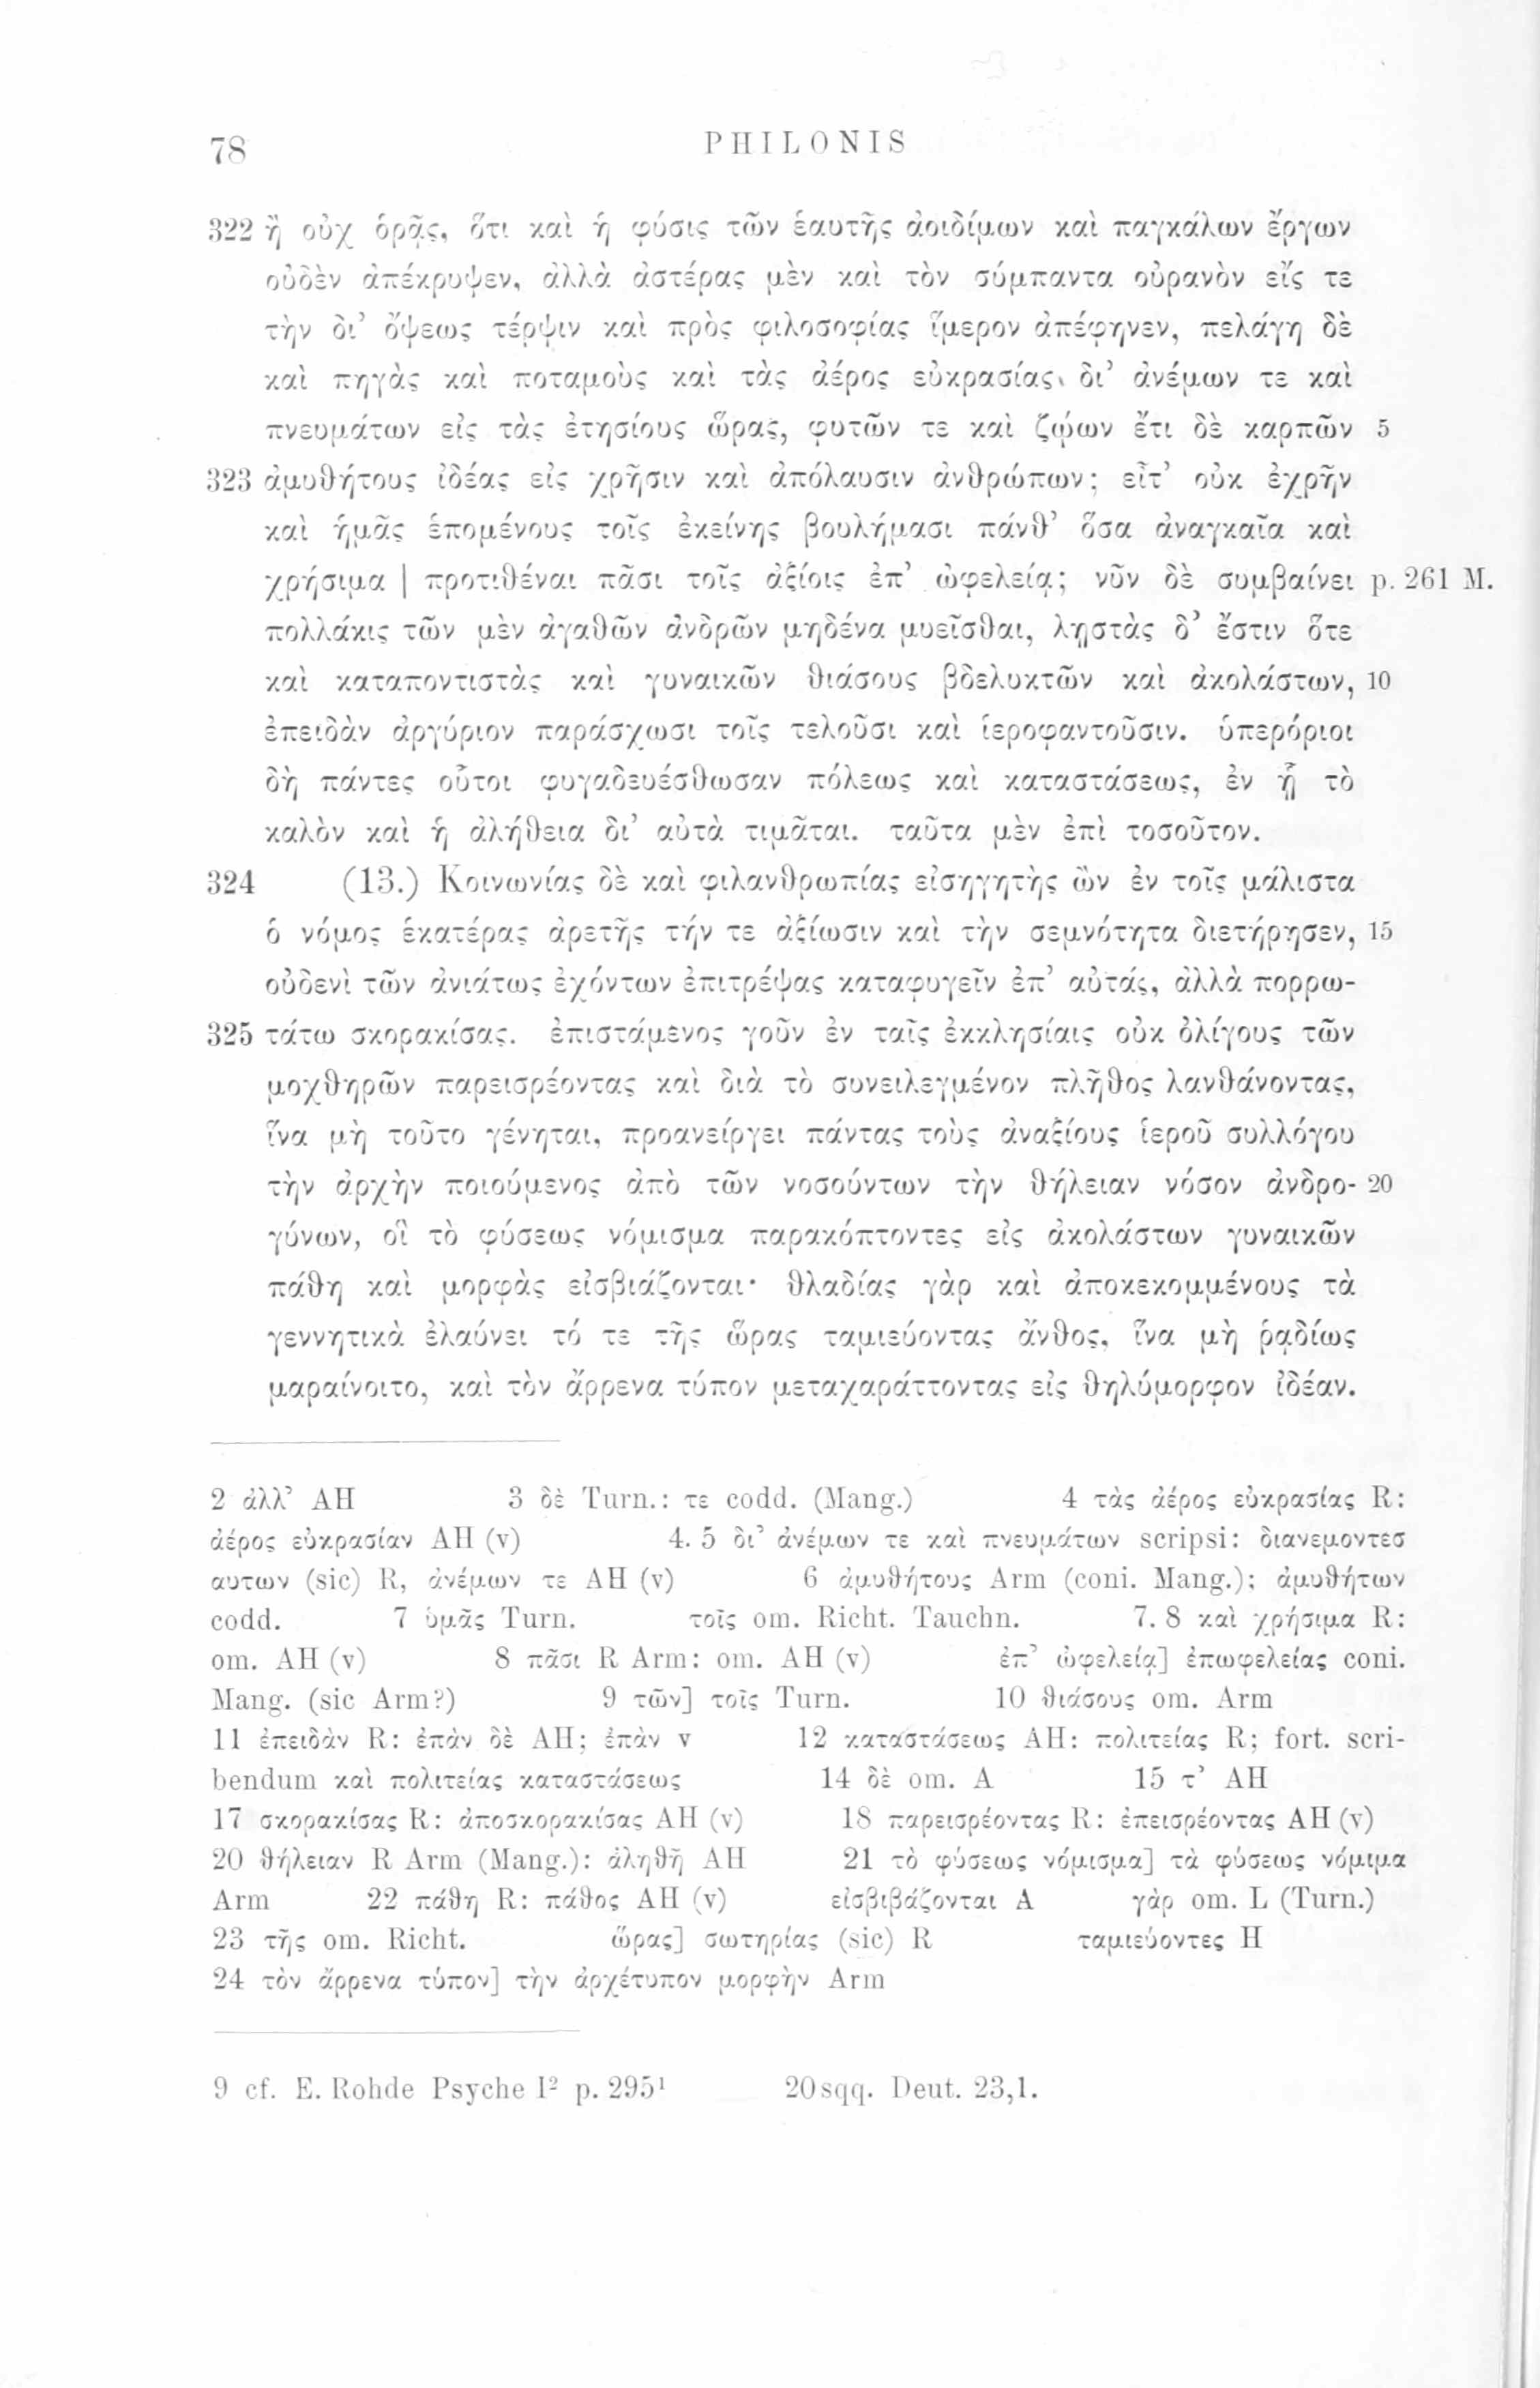 78
PHILONIS
322 ἢ οὐχ ὁρᾷς, ὅτι καὶ ἡ φύσις τῶν ἑαυτῆς ἀοιδίμων καὶ παγκάλων ἔργων
οὐδὲν ἀπέκρυψεν, ἀλλὰ ἀστέρας μὲν καὶ τὸν σύμπαντα οὐρανὸν εἴς τε
τὴν δι’ ὄψεως τέρψιν καὶ πρὸς φιλοσοφίας ἵμερον ἀπέφηνεν, πελάγη δὲ
καὶ πηγὰς καὶ ποταμοὺς καὶ τὰς ἀέρος εὐκρασίας, δι’ ἀνέμων τε καὶ
πνευμάτων εἰς τὰς ἐτησίους ὥρας, φυτῶν τε καὶ ζῴων ἔτι δὲ καρπῶν 5
323 ἀμυθήτους ἰδέας εἰς χρῆσιν καὶ ἀπόλαυσιν ἀνθρώπων; εἶτ’ οὐκ ἐχρῆν
καὶ ἡμᾶς ἑπομένους τοῖς ἐκείνης βουλήμασι πάνθ’ ὅσα ἀναγκαῖα καὶ
χρήσιμα | προτιθέναι πᾶσι τοῖς ἀξίοις ἐπ’ ὠφελείᾳ; νῦν δὲ συμβαίνει p. 261 M.
πολλάκις τῶν μὲν ἀγαθῶν ἀνδρῶν μηδένα μυεῖσθαι, λῃστὰς δ’ ἔστιν ὅτε
καὶ καταποντιστὰς καὶ γυναικῶν θιάσους βδελυκτῶν καὶ ἀκολάστων, 10
ἐπειδὰν ἀργύριον παράσχωσι τοῖς τελοῦσι καὶ ἱεροφαντοῦσιν. ὑπερόριοι
δὴ πάντες οὗτοι φυγαδευέσθωσαν πόλεως καὶ καταστάσεως, ἐν ᾗ τὸ
καλὸν καὶ ἡ ἀλήθεια δι’ αὑτὰ τιμᾶται. ταῦτα μὲν ἐπὶ τοσοῦτον.
324 (13.) Κοινωνίας δὲ καὶ φιλανθρωπίας εἰσηγητὴς ὢν ἐν τοῖς μάλιστα
ὁ νόμος ἑκατέρας ἀρετῆς τήν τε ἀξίωσιν καὶ τὴν σεμνότητα διετήρησεν, 15
οὐδενὶ τῶν ἀνιάτως ἐχόντων ἐπιτρέψας καταφυγεῖν ἐπ’ αὐτάς, ἀλλὰ πορρω-
325 τάτω σκορακίσας. ἐπιστάμενος γοῦν ἐν ταῖς ἐκκλησίαις οὐκ ὀλίγους τῶν
μοχθηρῶν παρεισρέοντας καὶ διὰ τὸ συνειλεγμένον πλῆθος λανθάνοντας,
ἵνα μὴ τοῦτο γένηται, προανείργει πάντας τοὺς ἀναξίους ἱεροῦ συλλόγου
τὴν ἀρχὴν ποιούμενος ἀπὸ τῶν νοσούντων τὴν θήλειαν νόσον ἀνδρο- 20
γύνων, οἳ τὸ φύσεως νόμισμα παρακόπτοντες εἰς ἀκολάστων γυναικῶν
πάθη καὶ μορφὰς εἰσβιάζονται· θλαδίας γὰρ καὶ ἀποκεκομμένους τὰ
γεννητικὰ ἐλαύνει τό τε τῆς ὥρας ταμιεύοντας ἄνθος, ἵνα μὴ ῥᾳδίως
μαραίνοιτο, καὶ τὸν ἄρρενα τύπον μεταχαράττοντας εἰς θηλύμορφον ἰδέαν.
2 ἀλλ’ AH 3 δὲ Turn.: τε codd. (Mang.) 4 τὰς ἀέρος εὐκρασίας R:
ἀέρος εὐκρασίαν AH (v) 4. 5 δι’ ἀνέμων τε καὶ πνευμάτων scripsi: διανεμοντεσ
αυτων (sic) R, ἀνέμων τε AH (v) 6 ἀμυθήτους Arm (coni. Mang.); ἀμυθήτων
codd. 7 ὑμᾶς Turn. τοῖς om. Richt. Tauchn. 7. 8 καὶ χρήσιμα R:
om. AH (v) 8 πᾶσι R Arm: om. AH (v) ἐπ’ ὠφελείᾳ] ἐπωφελείας coni.
Mang. (sic Arm?) 9 τῶν] τοῖς Turn. 10 θιάσους om. Arm
11 ἐπειδὰν R: ἐπὰν δὲ AH; ἐπὰν v 12 καταστάσεως AH: πολιτείας R; fort. scri-
bendum καὶ πολιτείας καταστάσεως 14 δὲ om. A 15 τ’ AH
17 σκορακίσας R: ἀποσκορακίσας AH (v) 18 παρεισρέοντας R: ἐπεισρέοντας AH (v)
20 θήλειαν R Arm (Mang.): ἀληθῆ AH 21 τὸ φύσεως νόμισμα] τὰ φύσεως νόμιμα
Arm 22 πάθη R: πάθος AH (v) εἰσβιβάζονται A γὰρ om. L (Turn.)
23 τῆς om. Richt. ὥρας] σωτηρίας (sic) R ταμιεύοντες H
24 τὸν ἄρρενα τύπον] τὴν ἀρχέτυπον μορφὴν Arm
9 cf. E. Rohde Psyche I² p. 295¹ 20 sqq. Deut. 23,1.